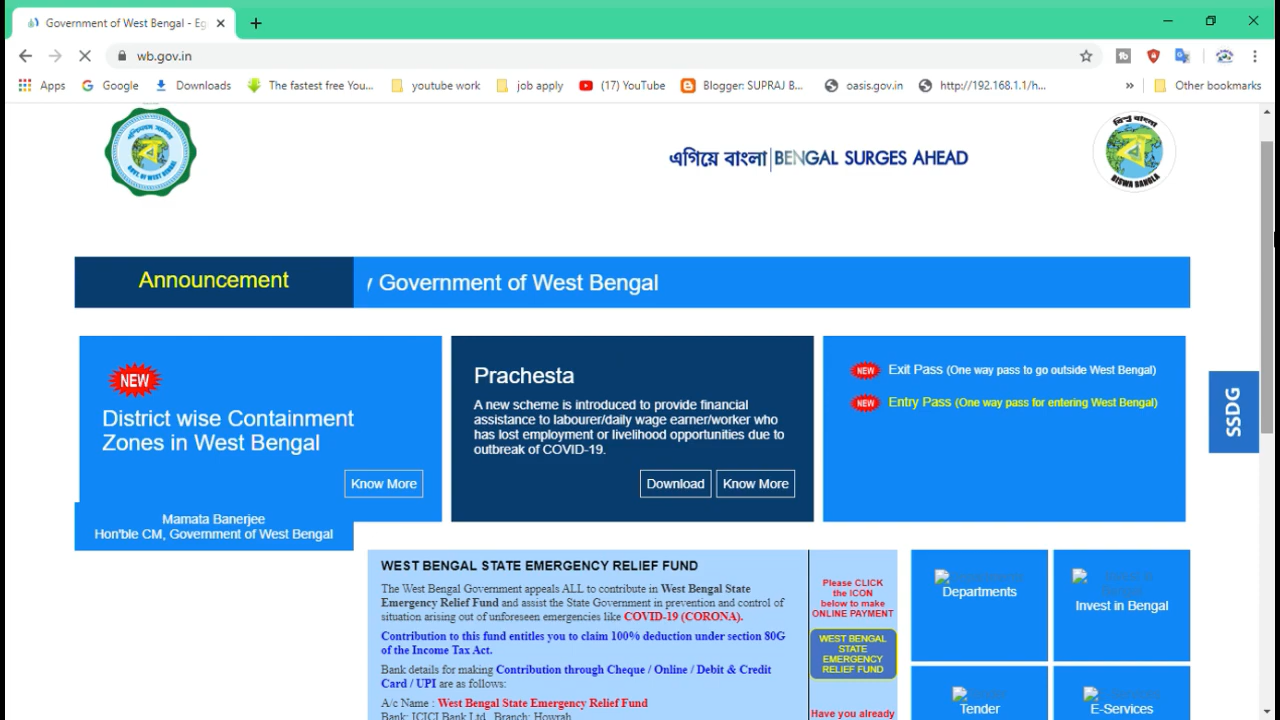 Government of West Bengal - Eg
wb.gov.in
Apps
Google
Downloads
The fastest free You...
youtube work
job apply
(17) YouTube
Blogger: SUPRAJ B...
oasis.gov.in
http://192.168.1.1/h...
»
Other bookmarks
এগিয়ে বাংলা|BENGAL SURGES AHEAD
বিশ্ব বাংলা
BISWA BANGLA
ব
GOVT. OF WEST BENGAL
Announcement
y Government of West Bengal
NEW
District wise Containment
Zones in West Bengal
Know More
Prachesta
A new scheme is introduced to provide financial
assistance to labourer/daily wage earner/worker who
has lost employment or livelihood opportunities due to
outbreak of COVID-19.
Download Know More
NEW Exit Pass (One way pass to go outside West Bengal)
NEW Entry Pass (One way pass for entering West Bengal)
SSDG
Mamata Banerjee
Hon'ble CM, Government of West Bengal
WEST BENGAL STATE EMERGENCY RELIEF FUND
The West Bengal Government appeals ALL to contribute in West Bengal State
Emergency Relief Fund and assist the State Government in prevention and control of
situation arising out of unforeseen emergencies like COVID-19 (CORONA).
Contribution to this fund entitles you to claim 100% deduction under section 80G
of the Income Tax Act.
Bank details for making Contribution through Cheque / Online / Debit & Credit
Card / UPI are as follows:
A/c Name : West Bengal State Emergency Relief Fund
Bank: ICICI Bank Ltd., Branch: Howrah
Please CLICK
the ICON
below to make
ONLINE PAYMENT
WEST BENGAL
STATE
EMERGENCY
RELIEF FUND
Have you already
Departments
Invest in Bengal
Tender
E-Services